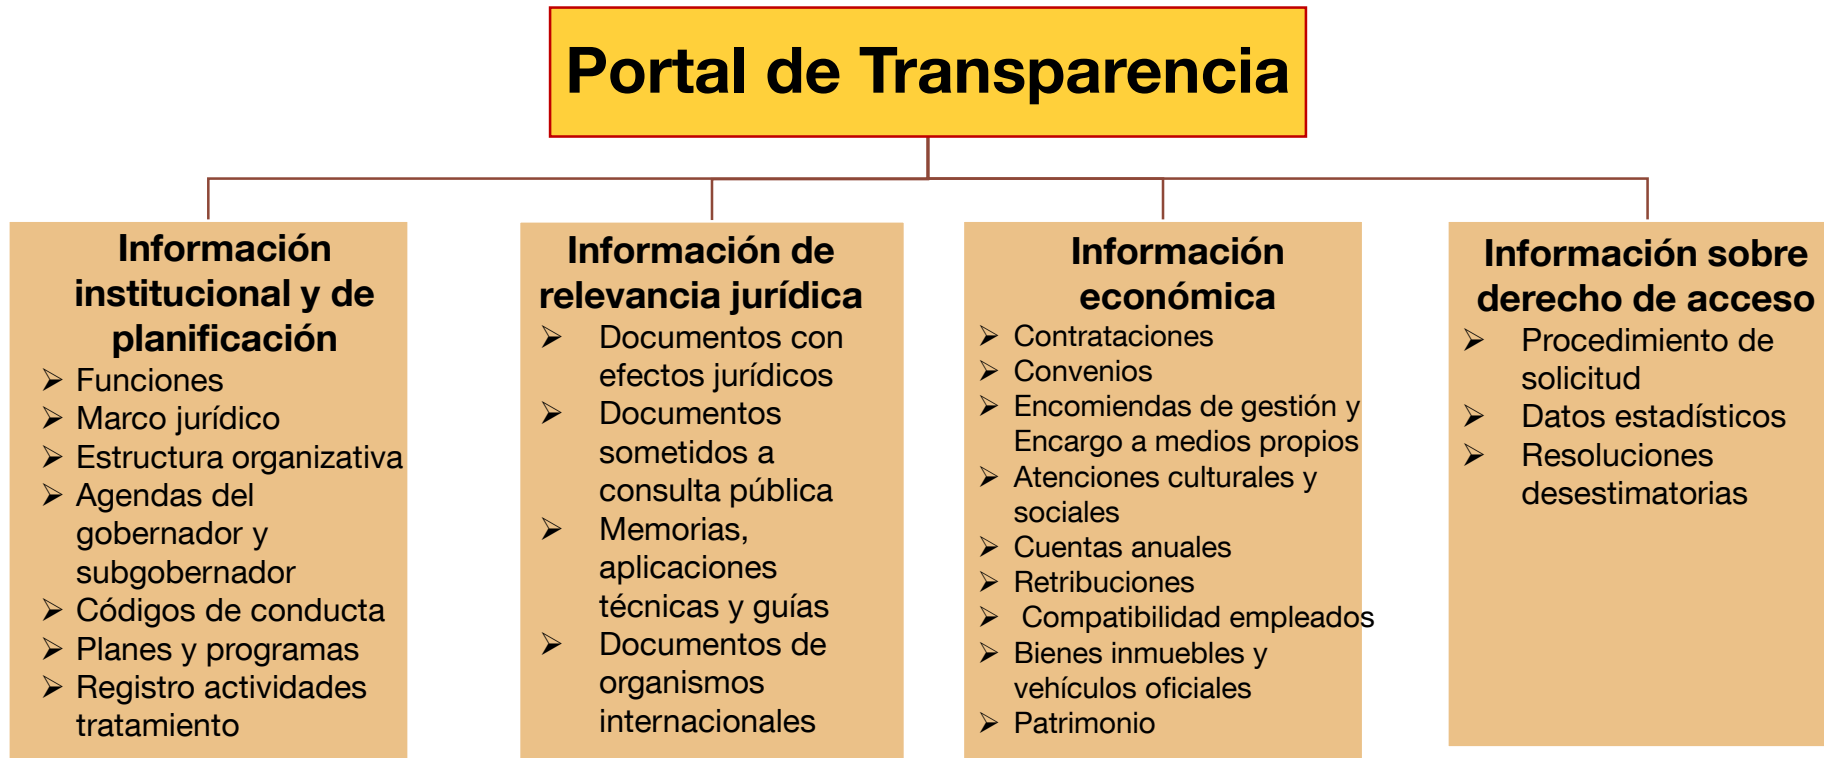 Portal de Transparencia
Información
institucional y de
planificación
➢ Funciones
➢ Marco jurídico
➢ Estructura organizativa
➢ Agendas del
gobernador y
subgobernador
➢ Códigos de conducta
➢ Planes y programas
➢ Registro actividades
tratamiento
Información de
relevancia jurídica
➢ Documentos con
efectos jurídicos
➢ Documentos
sometidos a
consulta pública
➢ Memorias,
aplicaciones
técnicas y guías
➢ Documentos de
organismos
internacionales
Información
económica
➢ Contrataciones
➢ Convenios
➢ Encomiendas de gestión y
Encargo a medios propios
➢ Atenciones culturales y
sociales
➢ Cuentas anuales
➢ Retribuciones
➢ Compatibilidad empleados
➢ Bienes inmuebles y
vehículos oficiales
➢ Patrimonio
Información sobre
derecho de acceso
➢ Procedimiento de
solicitud
➢ Datos estadísticos
➢ Resoluciones
desestimatorias